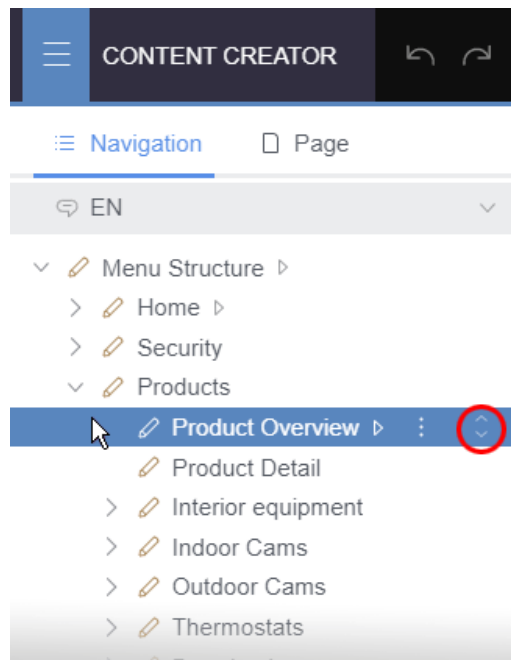 CONTENT CREATOR
Navigation Page
EN
Menu Structure
Home
Security
Products
Product Overview
Product Detail
Interior equipment
Indoor Cams
Outdoor Cams
Thermostats